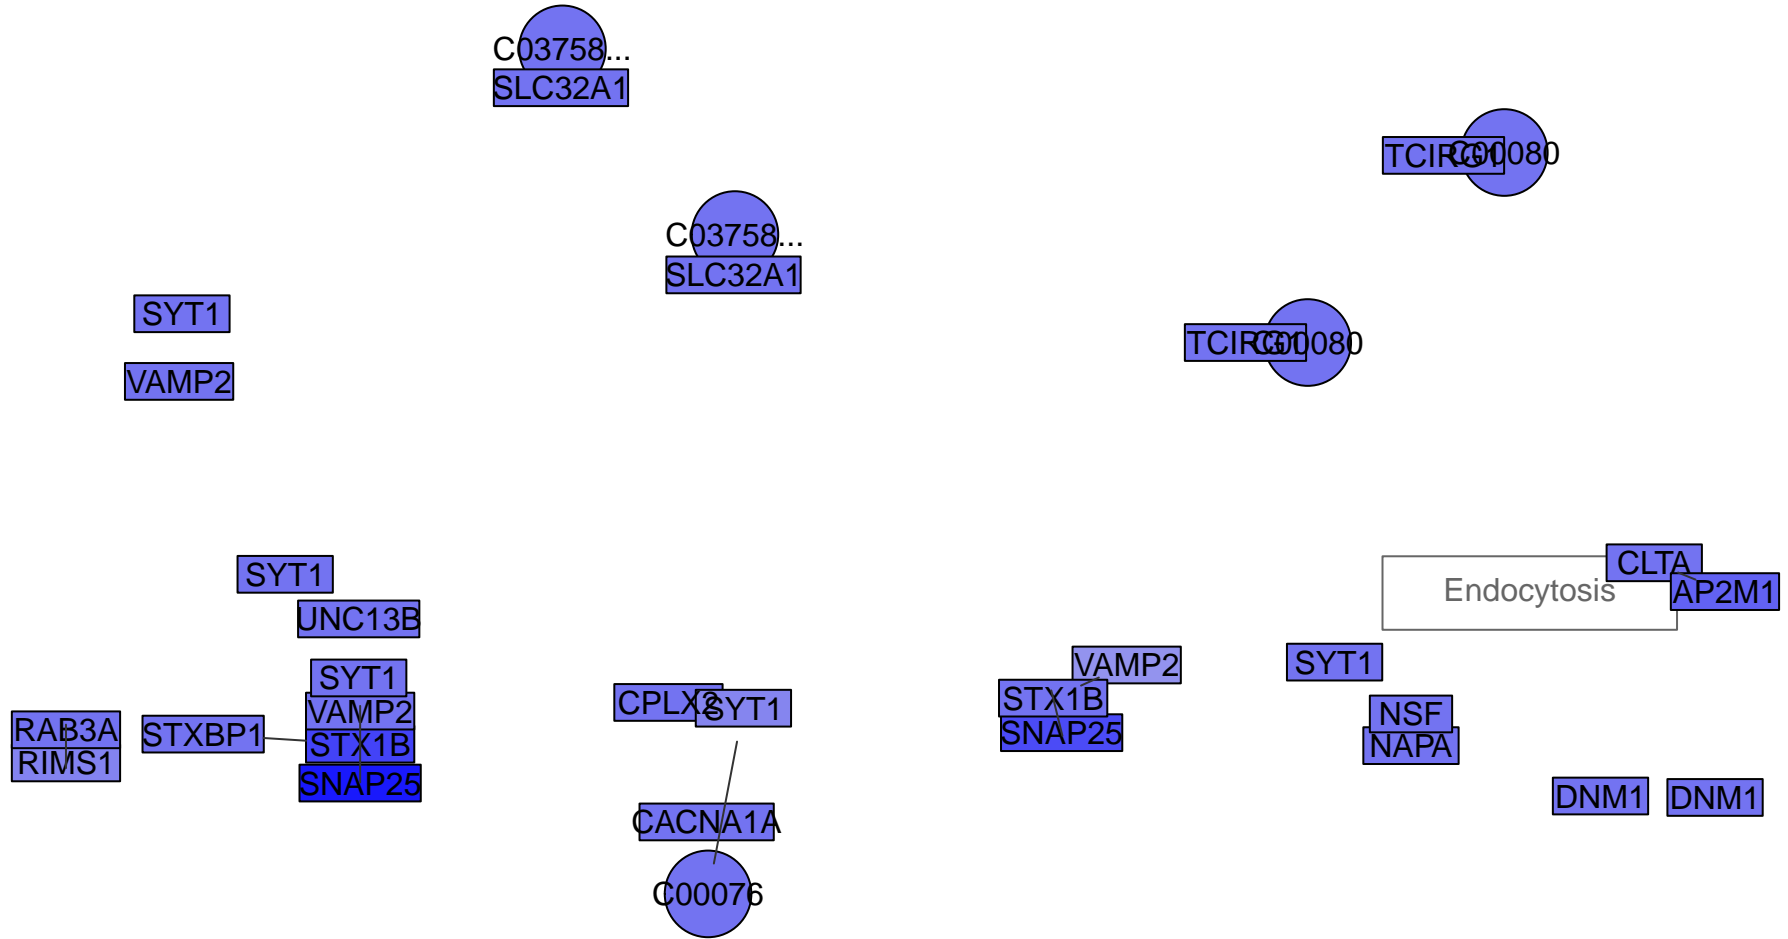 C03758...
SLC32A1
TCIRG1
C00080
C03758...
SLC32A1
SYT1
TCIRG1
C00080
VAMP2
SYT1
UNC13B
CLTA
Endocytosis
AP2M1
SYT1
VAMP2
SYT1
RAB3A
RIMS1
STXBP1
VAMP2
STX1B
SNAP25
CPLX2
SYT1
STX1B
SNAP25
NSF
NAPA
DNM1
DNM1
CACNA1A
C00076